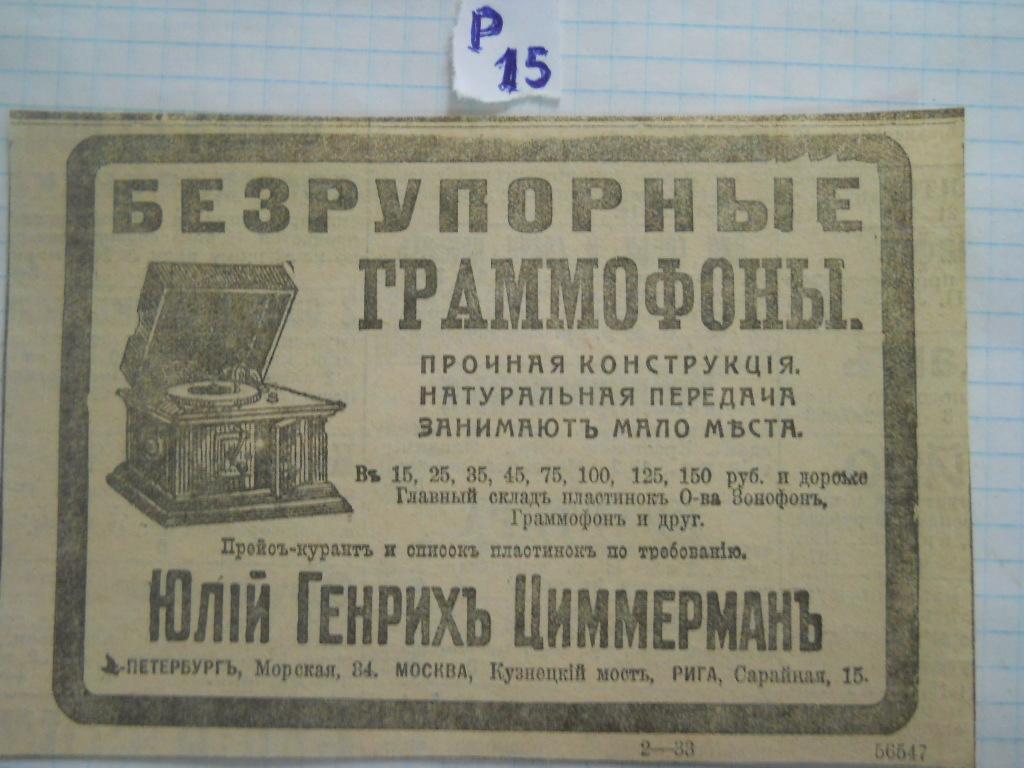 Р
15
БЕЗРУПОРНЫЕ
ГРАММОФОНЫ.
ПРОЧНАЯ КОНСТРУКЦІЯ.
НАТУРАЛЬНАЯ ПЕРЕДАЧА
ЗАНИМАЮТЪ МАЛО МѢСТА.
Въ 15, 25, 35, 45, 75, 100, 125, 150 руб. и дороже
Главный складъ пластинокъ О-ва Зонофонъ,
Граммофонъ и друг.
Прейсъ-курантъ и списокъ пластинокъ по требованію.
ЮЛІЙ ГЕНРИХЪ ЦИММЕРМАНЪ
-ПЕТЕРБУРГЪ, Морская, 34. МОСКВА, Кузнецкій мостъ, РИГА, Сарайная, 15.
2—33
56547